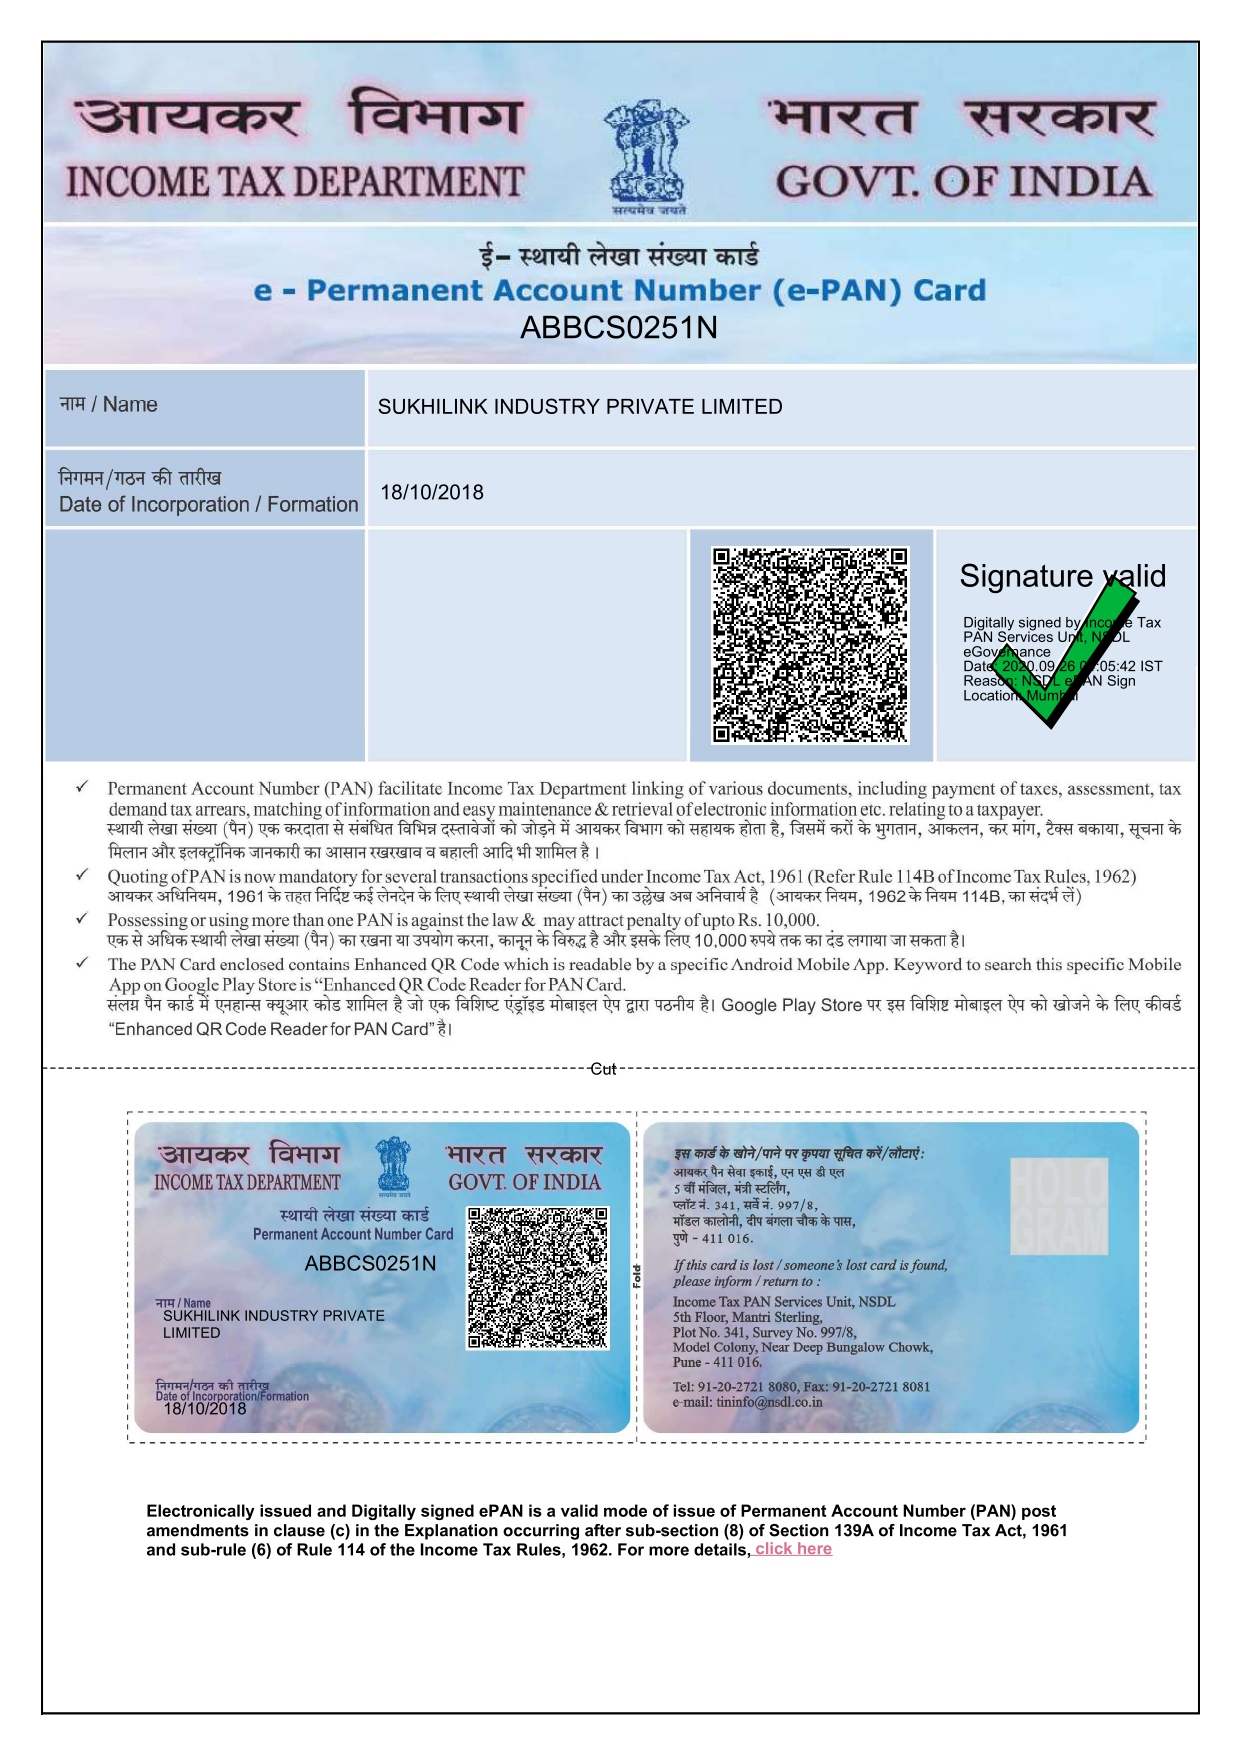 आयकर विभाग भारत सरकार
INCOME TAX DEPARTMENT GOVT. OF INDIA
सत्यमेव जयते
ई– स्थायी लेखा संख्या कार्ड
e - Permanent Account Number (e-PAN) Card
ABBCS0251N
नाम / Name
SUKHILINK INDUSTRY PRIVATE LIMITED
निगमन/गठन की तारीख
Date of Incorporation / Formation
18/10/2018
Signature valid
Digitally signed by Income Tax
PAN Services Unit, NSDL
eGovernance
Date: 2020.09.26 :05:42 IST
Reason: NSDL ePAN Sign
Location: Mumbai
✓ Permanent Account Number (PAN) facilitate Income Tax Department linking of various documents, including payment of taxes, assessment, tax
demand tax arrears, matching of information and easy maintenance & retrieval of electronic information etc. relating to a taxpayer.
स्थायी लेखा संख्या (पैन) एक करदाता से संबंधित विभिन्न दस्तावेजों को जोड़ने में आयकर विभाग को सहायक होता है, जिसमें करों के भुगतान, आकलन, कर मांग, टैक्स बकाया, सूचना के
मिलान और इलक्ट्रॉनिक जानकारी का आसान रखरखाव व बहाली आदि भी शामिल है ।
✓ Quoting of PAN is now mandatory for several transactions specified under Income Tax Act, 1961 (Refer Rule 114B of Income Tax Rules, 1962)
आयकर अधिनियम, 1961 के तहत निर्दिष्ट कई लेनदेन के लिए स्थायी लेखा संख्या (पैन) का उल्लेख अब अनिवार्य है (आयकर नियम, 1962 के नियम 114B, का संदर्भ लें)
✓ Possessing or using more than one PAN is against the law & may attract penalty of upto Rs. 10,000.
एक से अधिक स्थायी लेखा संख्या (पैन) का रखना या उपयोग करना, कानून के विरुद्ध है और इसके लिए 10,000 रुपये तक का दंड लगाया जा सकता है।
✓ The PAN Card enclosed contains Enhanced QR Code which is readable by a specific Android Mobile App. Keyword to search this specific Mobile
App on Google Play Store is “Enhanced QR Code Reader for PAN Card.
संलग्न पैन कार्ड में एनहान्स क्यूआर कोड शामिल है जो एक विशिष्ट एंड्रॉइड मोबाइल ऐप द्वारा पठनीय है। Google Play Store पर इस विशिष्ट मोबाइल ऐप को खोजने के लिए कीवर्ड
“Enhanced QR Code Reader for PAN Card” है।
Cut
आयकर विभाग भारत सरकार
INCOME TAX DEPARTMENT GOVT. OF INDIA
सत्यमेव जयते
स्थायी लेखा संख्या कार्ड
Permanent Account Number Card
ABBCS0251N
नाम / Name
SUKHILINK INDUSTRY PRIVATE
LIMITED
निगमन/गठन की तारीख
Date of Incorporation/Formation
18/10/2018
Fold
इस कार्ड के खोने/पाने पर कृपया सूचित करें/लौटाएं :
आयकर पैन सेवा इकाई, एन एस डी एल
5 वीं मंजिल, मंत्री स्टर्लिंग,
प्लॉट नं. 341, सर्वे नं. 997/8,
मॉडल कालोनी, दीप बंगला चौक के पास,
पुणे - 411 016.
If this card is lost / someone's lost card is found,
please inform / return to :
Income Tax PAN Services Unit, NSDL
5th Floor, Mantri Sterling,
Plot No. 341, Survey No. 997/8,
Model Colony, Near Deep Bungalow Chowk,
Pune - 411 016.
Tel: 91-20-2721 8080, Fax: 91-20-2721 8081
e-mail: tininfo@nsdl.co.in
HOLO
GRAM
Electronically issued and Digitally signed ePAN is a valid mode of issue of Permanent Account Number (PAN) post
amendments in clause (c) in the Explanation occurring after sub-section (8) of Section 139A of Income Tax Act, 1961
and sub-rule (6) of Rule 114 of the Income Tax Rules, 1962. For more details, click here